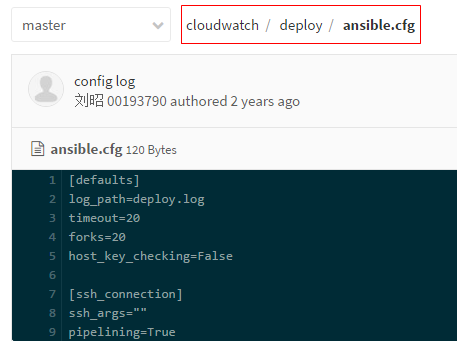 master cloudwatch / deploy / ansible.cfg
config log
刘昭 00193790 authored 2 years ago
ansible.cfg 120 Bytes
1 [defaults]
2 log_path=deploy.log
3 timeout=20
4 forks=20
5 host_key_checking=False
6
7 [ssh_connection]
8 ssh_args=""
9 pipelining=True